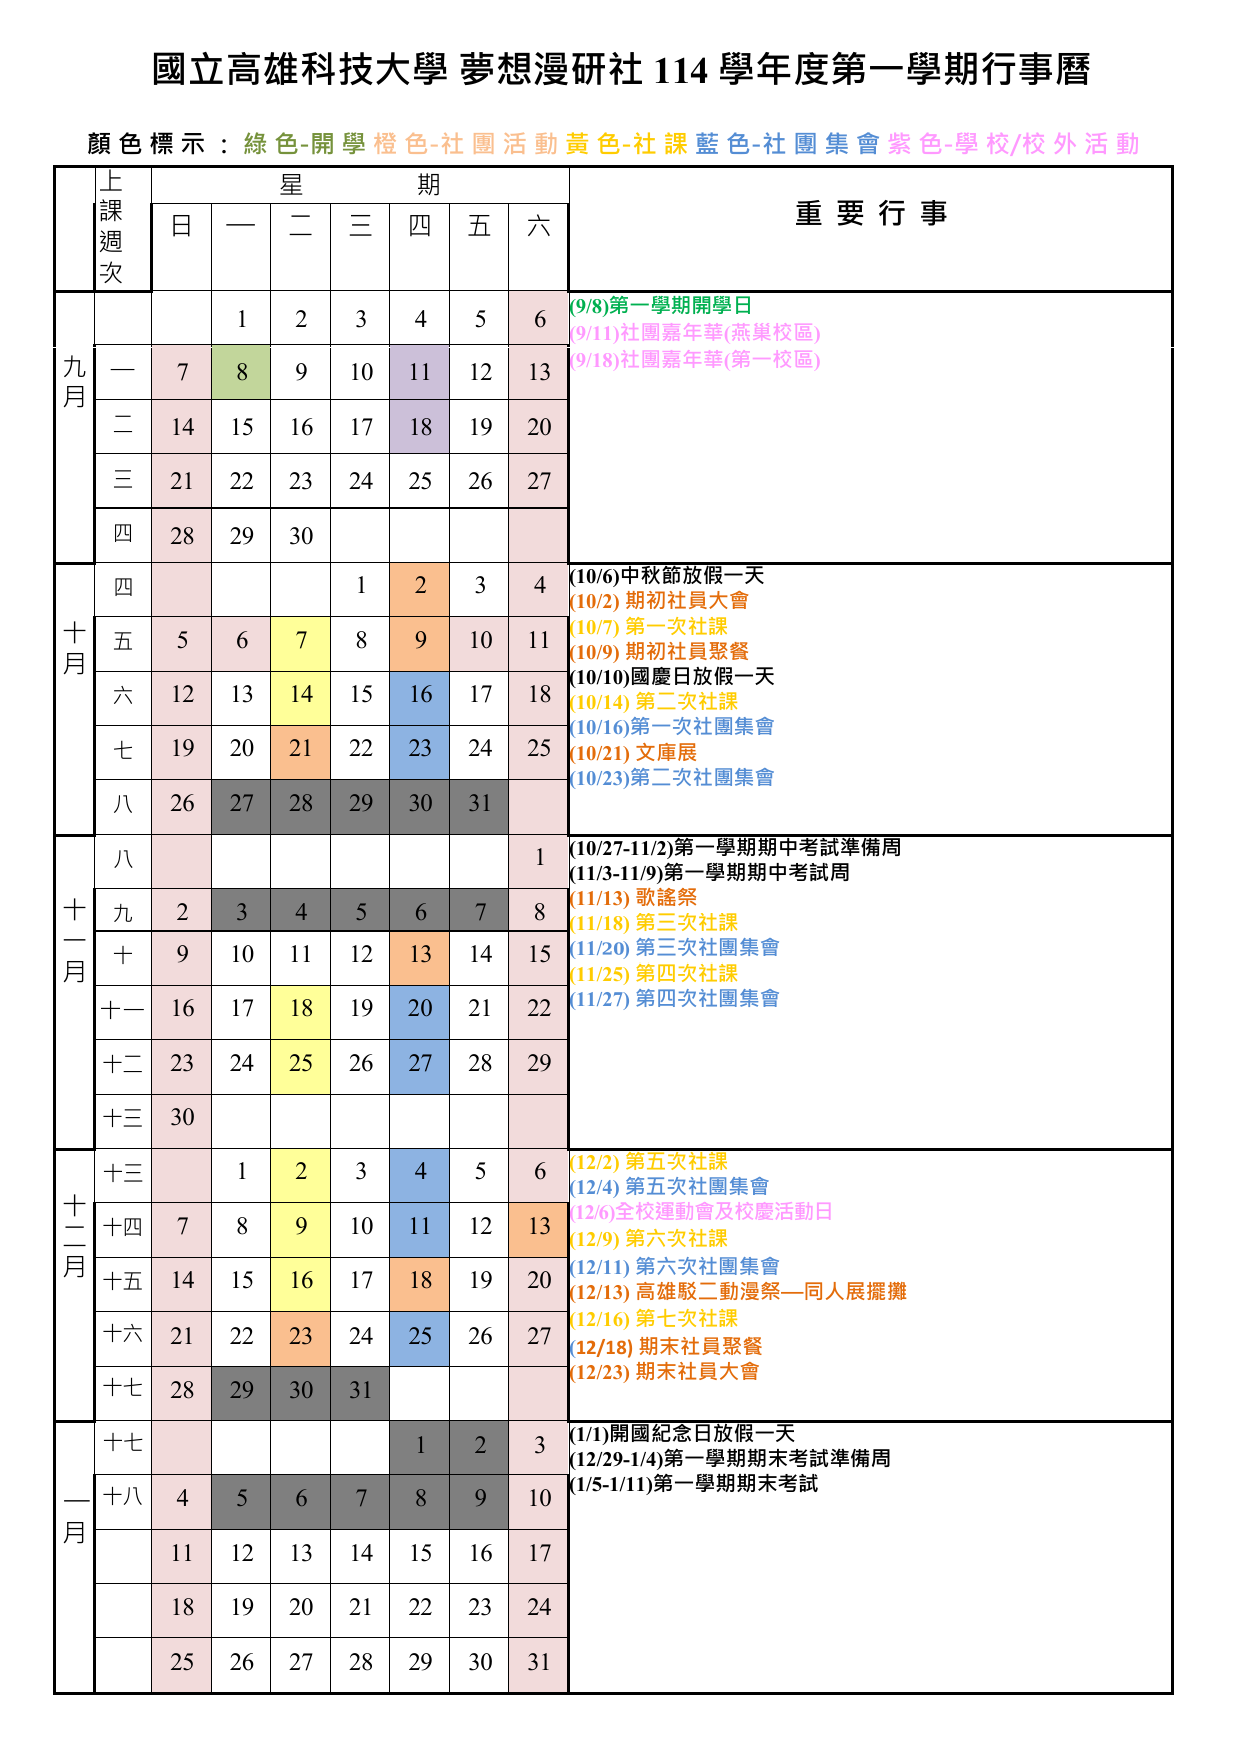 國立高雄科技大學 夢想漫研社 114 學年度第一學期行事曆
顏色標示：綠色-開學 橙色-社團活動 黃色-社課 藍色-社團集會 紫色-學校/校外活動
上課週次 星期 重要行事
日 一 二 三 四 五 六
九月
1 2 3 4 5 6
一 7 8 9 10 11 12 13
二 14 15 16 17 18 19 20
三 21 22 23 24 25 26 27
四 28 29 30
(9/8)第一學期開學日
(9/11)社團嘉年華(燕巢校區)
(9/18)社團嘉年華(第一校區)
十月
四 1 2 3 4
五 5 6 7 8 9 10 11
六 12 13 14 15 16 17 18
七 19 20 21 22 23 24 25
八 26 27 28 29 30 31
(10/6)中秋節放假一天
(10/2) 期初社員大會
(10/7) 第一次社課
(10/9) 期初社員聚餐
(10/10)國慶日放假一天
(10/14) 第二次社課
(10/16)第一次社團集會
(10/21) 文庫展
(10/23)第二次社團集會
十一月
八 1
九 2 3 4 5 6 7 8
十 9 10 11 12 13 14 15
十一 16 17 18 19 20 21 22
十二 23 24 25 26 27 28 29
十三 30
(10/27-11/2)第一學期期中考試準備周
(11/3-11/9)第一學期期中考試周
(11/13) 歌謠祭
(11/18) 第三次社課
(11/20) 第三次社團集會
(11/25) 第四次社課
(11/27) 第四次社團集會
十二月
十三 1 2 3 4 5 6
十四 7 8 9 10 11 12 13
十五 14 15 16 17 18 19 20
十六 21 22 23 24 25 26 27
十七 28 29 30 31
(12/2) 第五次社課
(12/4) 第五次社團集會
(12/6)全校運動會及校慶活動日
(12/9) 第六次社課
(12/11) 第六次社團集會
(12/13) 高雄駁二動漫祭—同人展擺攤
(12/16) 第七次社課
(12/18) 期末社員聚餐
(12/23) 期末社員大會
一月
十七 1 2 3
十八 4 5 6 7 8 9 10
11 12 13 14 15 16 17
18 19 20 21 22 23 24
25 26 27 28 29 30 31
(1/1)開國紀念日放假一天
(12/29-1/4)第一學期期末考試準備周
(1/5-1/11)第一學期期末考試